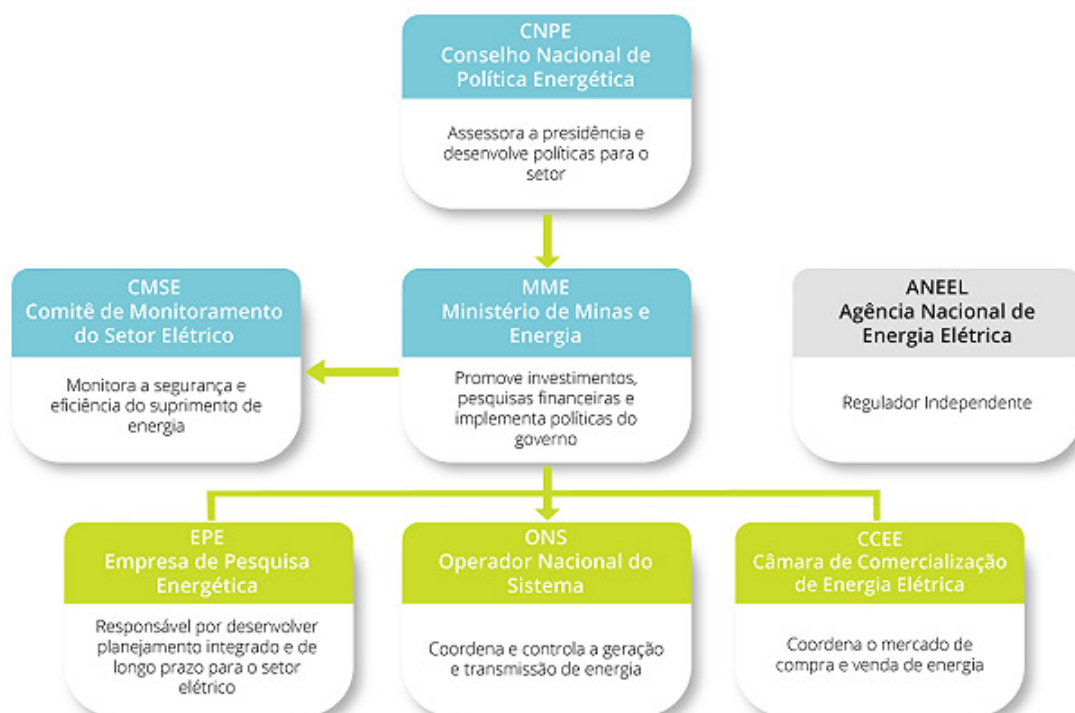 CNPE
Conselho Nacional de
Política Energética
Assessora a presidência e
desenvolve políticas para o
setor
CMSE
Comitê de Monitoramento
do Setor Elétrico
Monitora a segurança e
eficiência do suprimento de
energia
MME
Ministério de Minas e
Energia
Promove investimentos,
pesquisas financeiras e
implementa políticas do
governo
ANEEL
Agência Nacional de
Energia Elétrica
Regulador Independente
EPE
Empresa de Pesquisa
Energética
Responsável por desenvolver
planejamento integrado e de
longo prazo para o setor
elétrico
ONS
Operador Nacional do
Sistema
Coordena e controla a geração
e transmissão de energia
CCEE
Câmara de Comercialização
de Energia Elétrica
Coordena o mercado de
compra e venda de energia